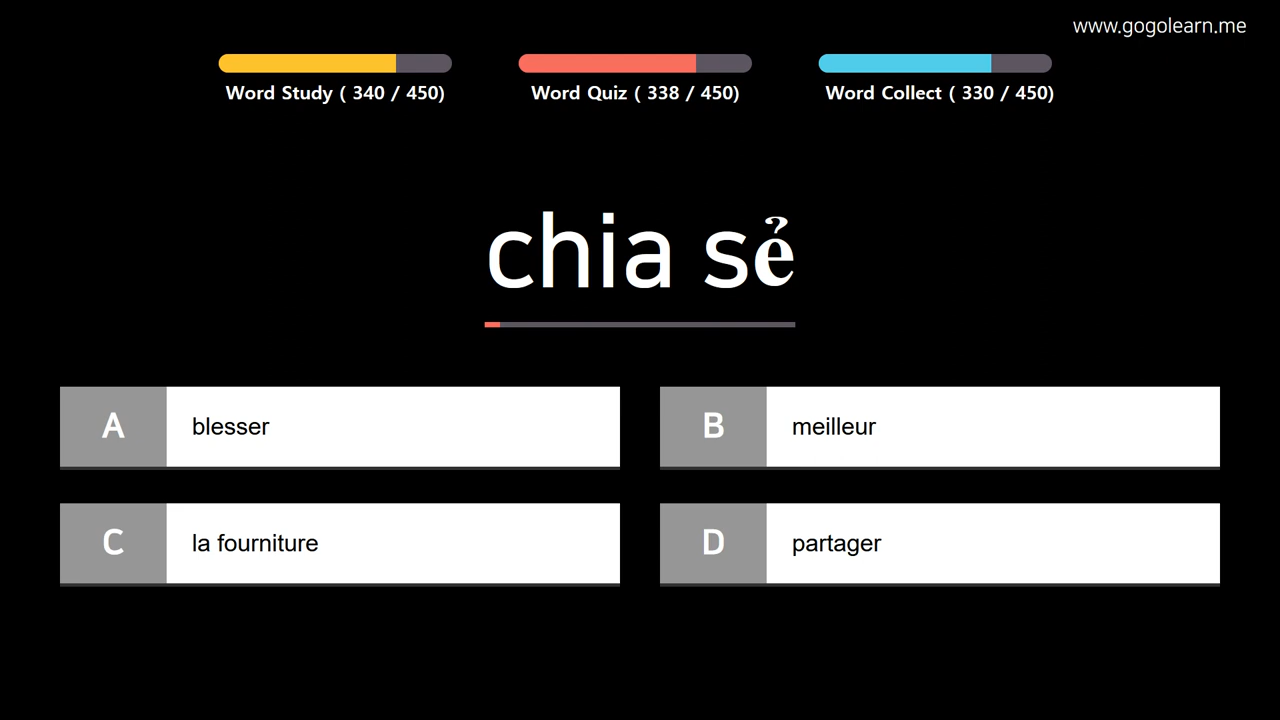 www.gogolearn.me
Word Study ( 340 / 450)
Word Quiz ( 338 / 450)
Word Collect ( 330 / 450)
chia sẻ
A
blesser
B
meilleur
C
la fourniture
D
partager